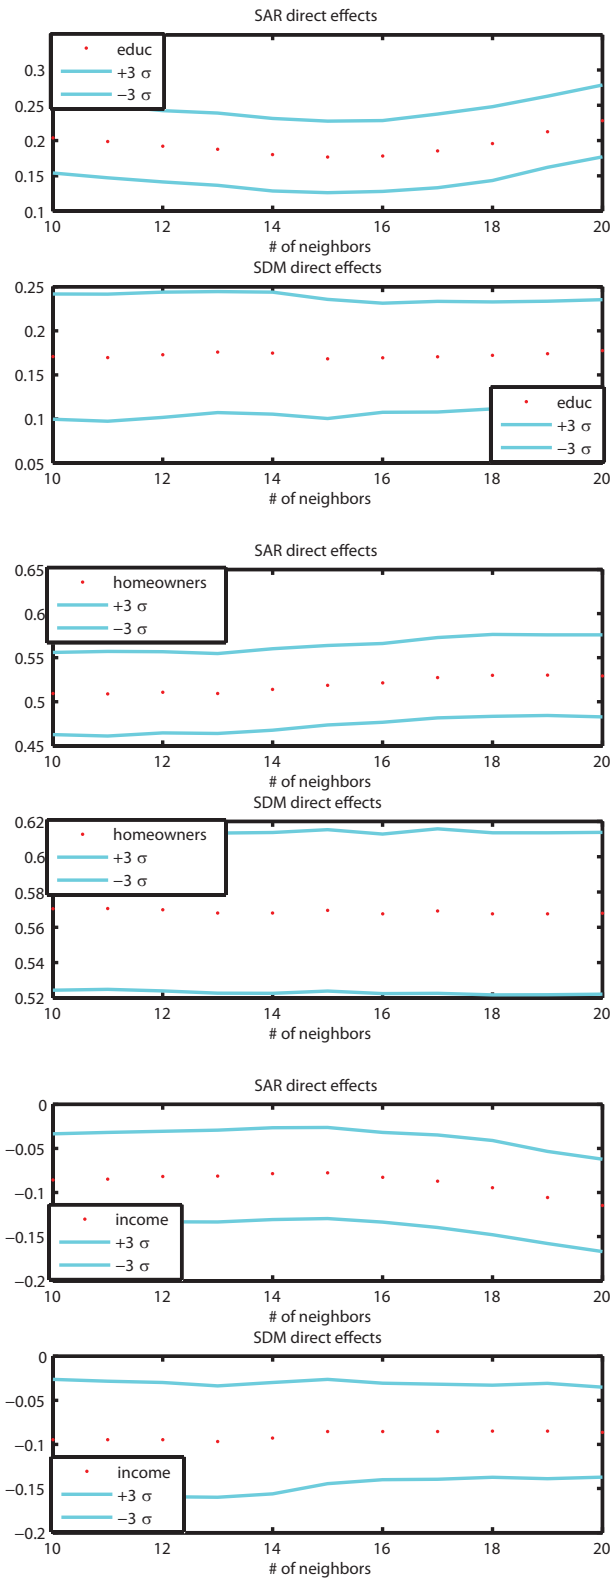 SAR direct effects
educ
+3 σ
−3 σ
0.3
0.25
0.2
0.15
0.1
10 12 14 16 18 20
# of neighbors
SDM direct effects
0.25
0.2
0.15
0.1
0.05
educ
+3 σ
−3 σ
10 12 14 16 18 20
# of neighbors
SAR direct effects
0.65
homeowners
+3 σ
−3 σ
0.6
0.55
0.5
0.45
10 12 14 16 18 20
# of neighbors
SDM direct effects
0.62
homeowners
+3 σ
−3 σ
0.6
0.58
0.56
0.54
0.52
10 12 14 16 18 20
# of neighbors
SAR direct effects
0
−0.05
−0.1
−0.15
−0.2
income
+3 σ
−3 σ
10 12 14 16 18 20
# of neighbors
SDM direct effects
0
−0.05
−0.1
−0.15
−0.2
income
+3 σ
−3 σ
10 12 14 16 18 20
# of neighbors